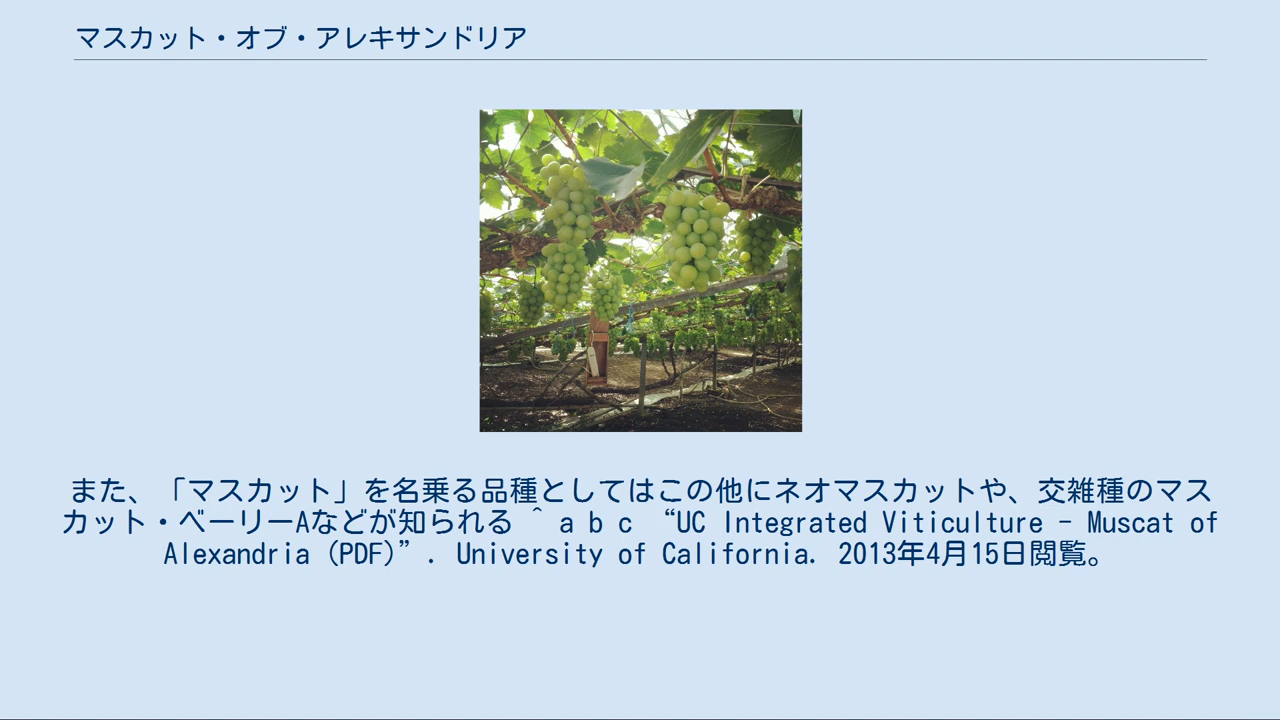 マスカット・オブ・アレキサンドリア
また、「マスカット」を名乗る品種としてはこの他にネオマスカットや、交雑種のマス
カット・ベーリーAなどが知られる ^ a b c “UC Integrated Viticulture - Muscat of
Alexandria (PDF)”. University of California. 2013年4月15日閲覧。